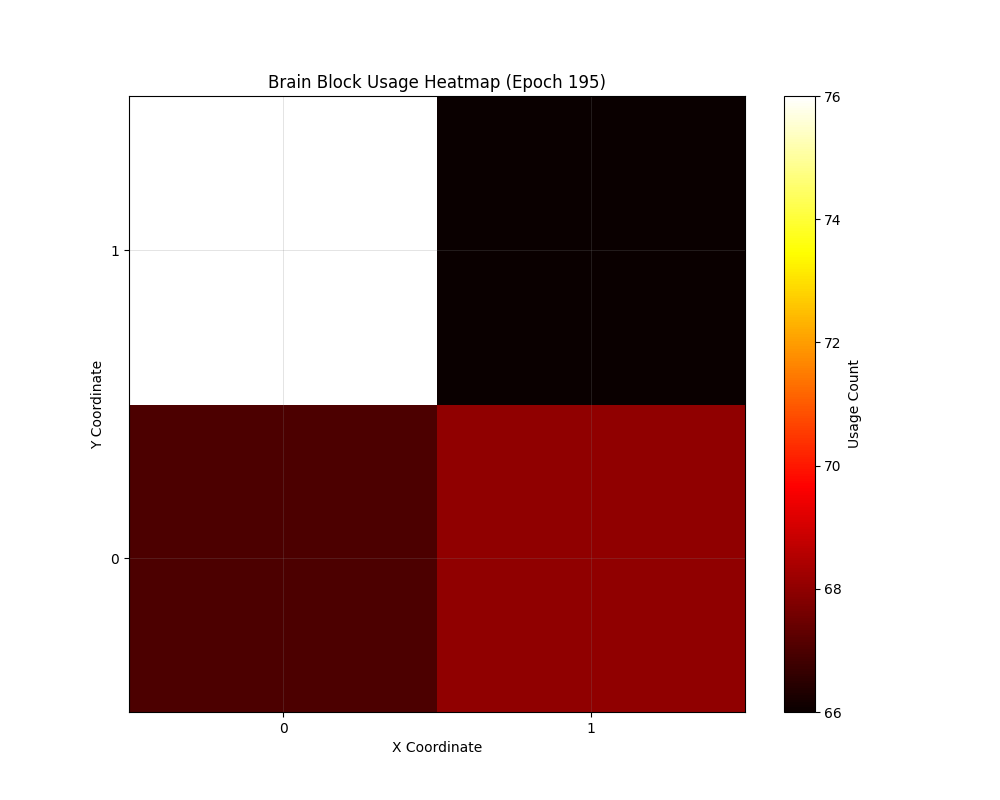 Brain Block Usage Heatmap (Epoch 195)
76
74
72
70
68
66
Usage Count
1
0
Y Coordinate
0 1
X Coordinate